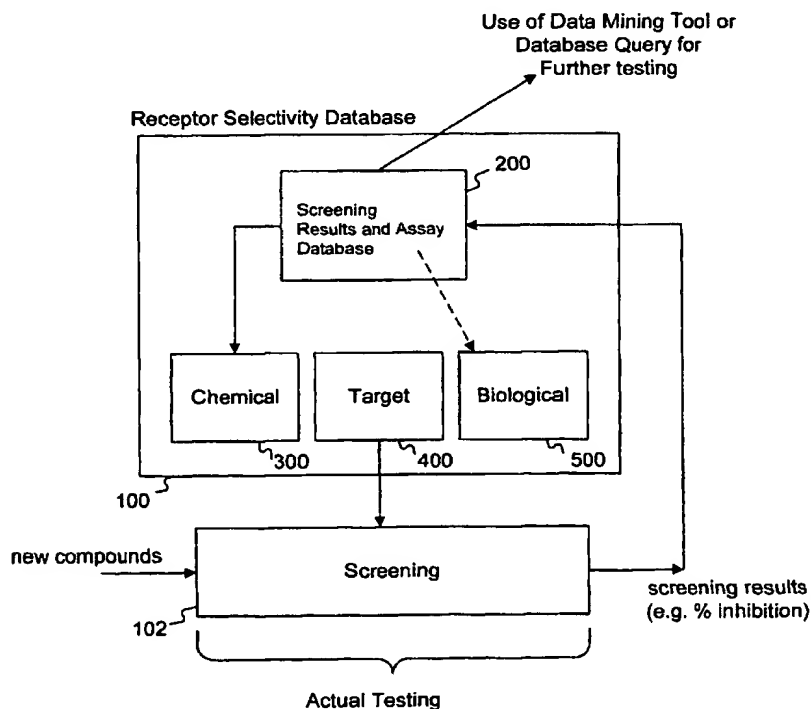 Use of Data Mining Tool or
Database Query for
Further testing
Receptor Selectivity Database
200
Screening
Results and Assay
Database
Chemical
Target
Biological
300
400
500
100
new compounds
Screening
screening results
(e.g. % inhibition)
102
Actual Testing